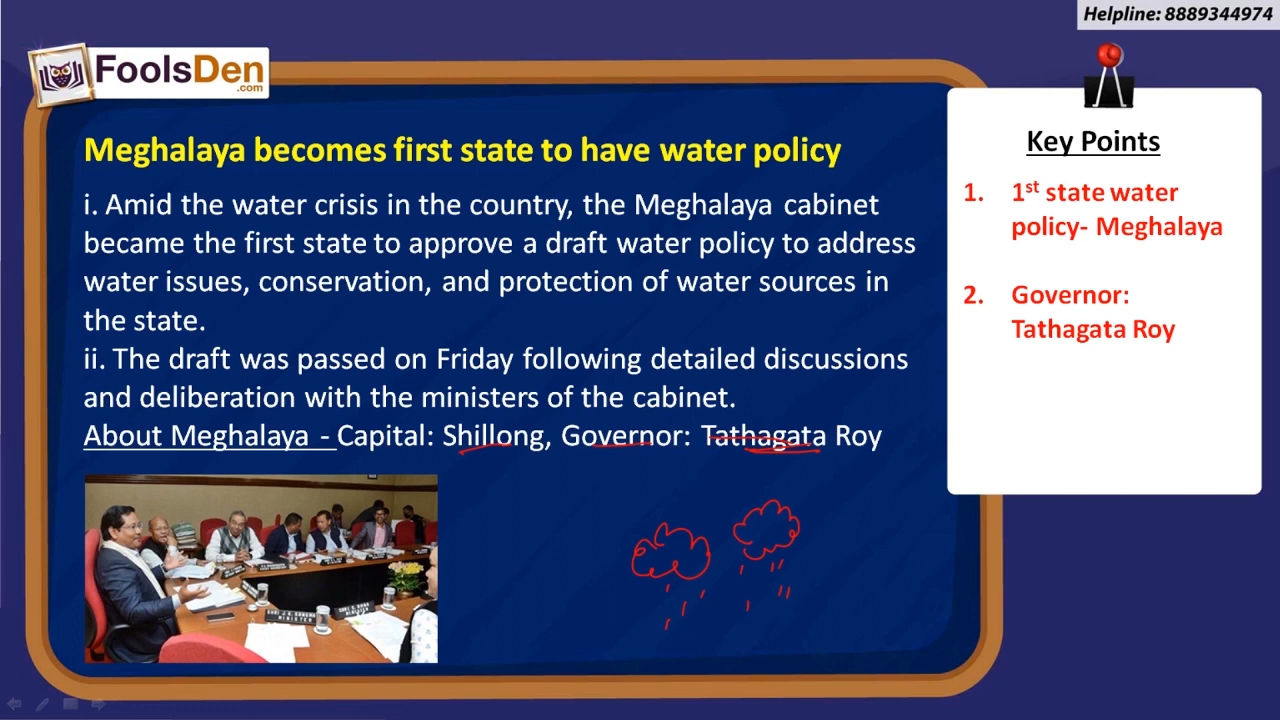 Helpline: 8889344974
FoolsDen
.com
Meghalaya becomes first state to have water policy
i. Amid the water crisis in the country, the Meghalaya cabinet
became the first state to approve a draft water policy to address
water issues, conservation, and protection of water sources in
the state.
ii. The draft was passed on Friday following detailed discussions
and deliberation with the ministers of the cabinet.
About Meghalaya - Capital: Shillong, Governor: Tathagata Roy
Key Points
1. 1st state water
policy- Meghalaya
2. Governor:
Tathagata Roy
MINISTER